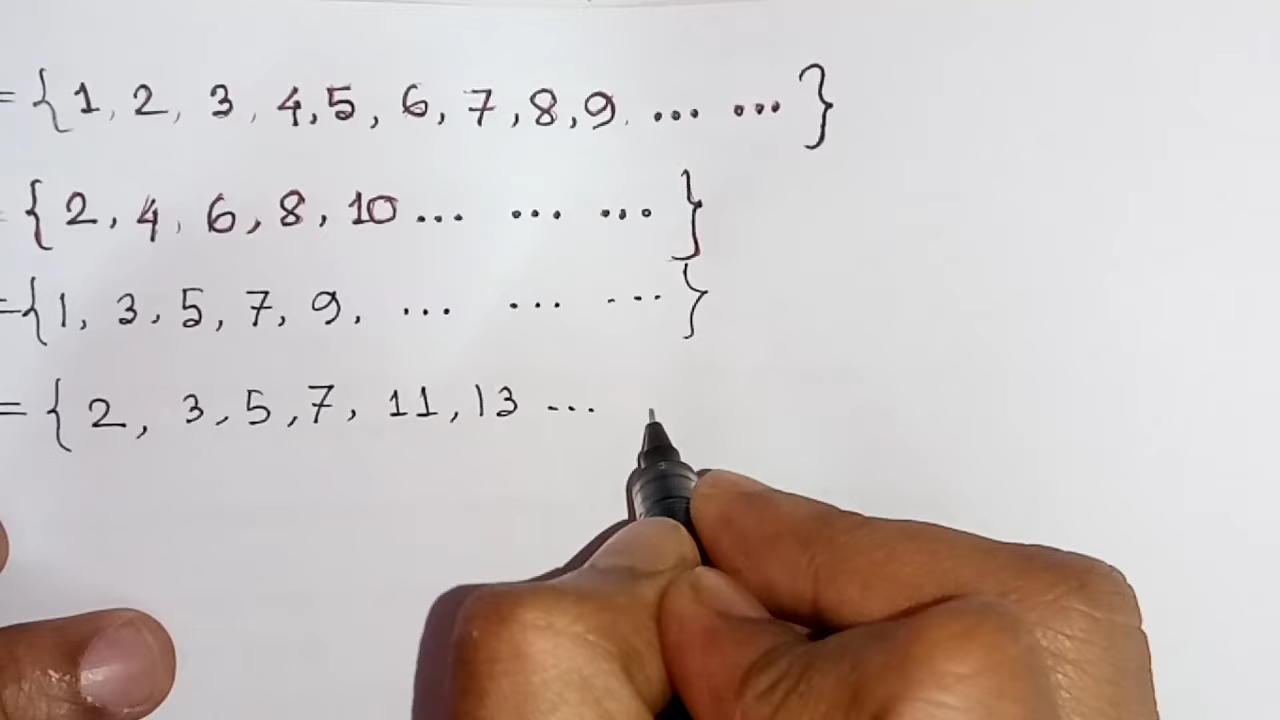 = {1, 2, 3, 4, 5, 6, 7, 8, 9, ... ... }
= {2, 4, 6, 8, 10 ... ... ... }
= {1, 3, 5, 7, 9, ... ... ... }
= {2, 3, 5, 7, 11, 13 ...